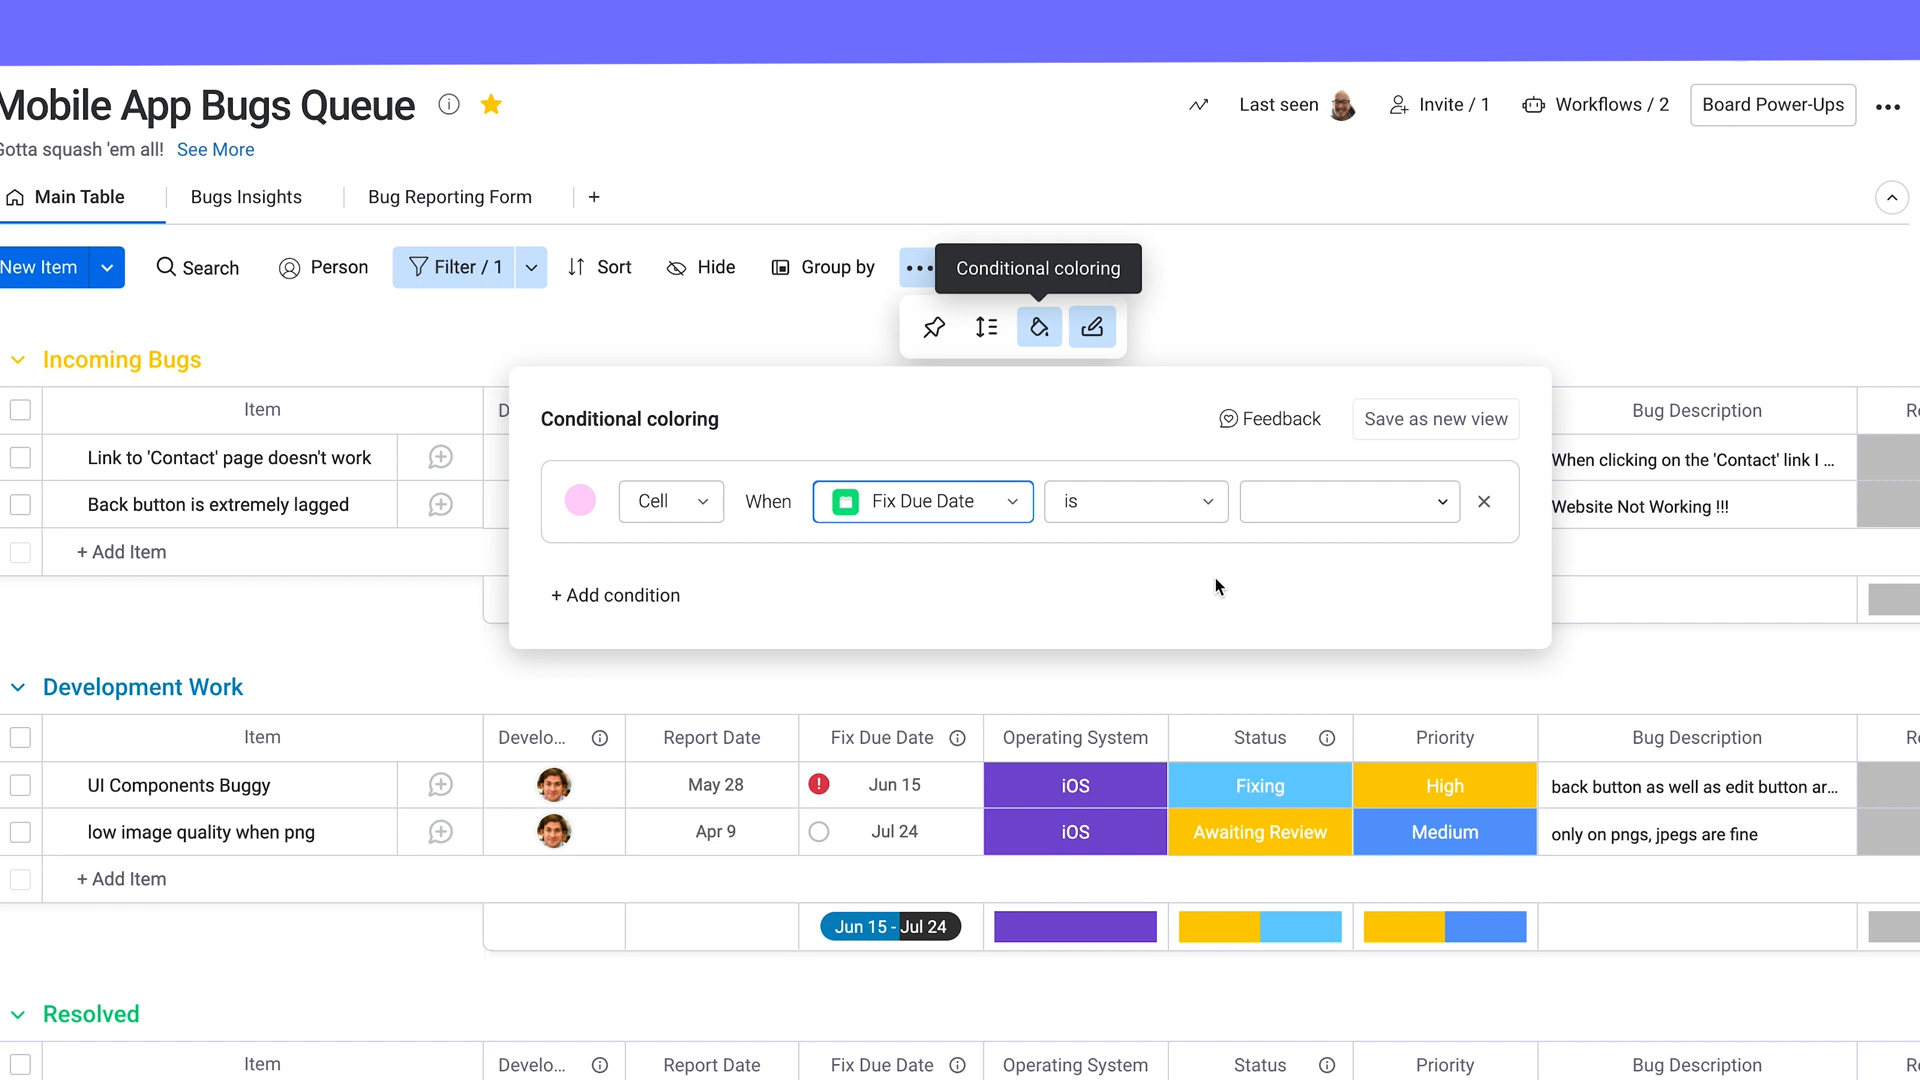 Mobile App Bugs Queue
Last seen
Invite / 1
Workflows / 2
Board Power-Ups
Gotta squash 'em all! See More
Main Table
Bugs Insights
Bug Reporting Form
+
New Item
Search
Person
Filter / 1
Sort
Hide
Group by
Conditional coloring
Incoming Bugs
Item
D
Bug Description
Link to 'Contact' page doesn't work
When clicking on the 'Contact' link I ...
Back button is extremely lagged
Website Not Working !!!
+ Add Item
Conditional coloring
Feedback
Save as new view
Cell
When
Fix Due Date
is
+ Add condition
Development Work
Item
Develo...
Report Date
Fix Due Date
Operating System
Status
Priority
Bug Description
UI Components Buggy
May 28
Jun 15
iOS
Fixing
High
back button as well as edit button ar...
low image quality when png
Apr 9
Jul 24
iOS
Awaiting Review
Medium
only on pngs, jpegs are fine
+ Add Item
Jun 15 - Jul 24
Resolved
Item
Develo...
Report Date
Fix Due Date
Operating System
Status
Priority
Bug Description